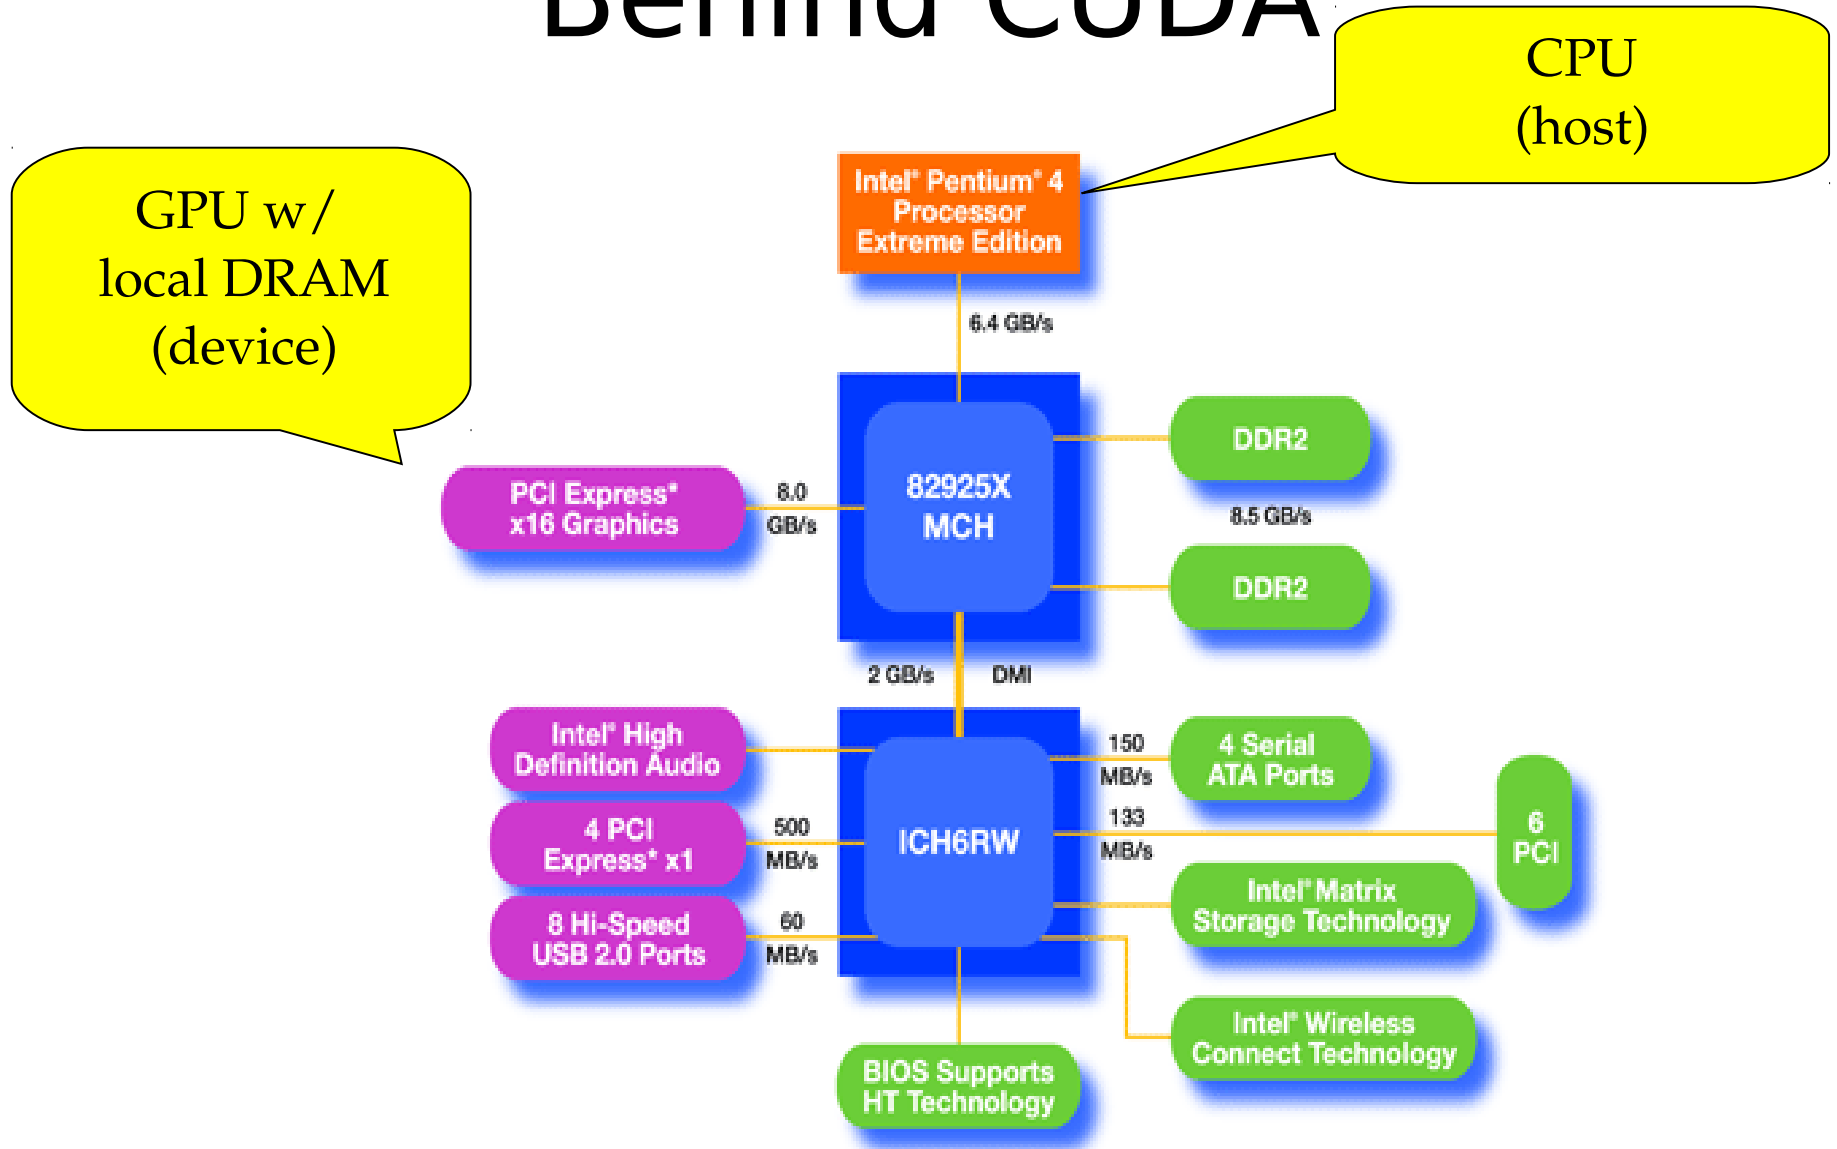 Behind CUDA
CPU
(host)
GPU w/
local DRAM
(device)
Intel® Pentium® 4
Processor
Extreme Edition
6.4 GB/s
82925X
MCH
DDR2
8.5 GB/s
DDR2
PCI Express*
x16 Graphics
8.0
GB/s
2 GB/s
DMI
Intel® High
Definition Audio
4 PCI
Express* x1
500
MB/s
8 Hi-Speed
USB 2.0 Ports
60
MB/s
ICH6RW
150
MB/s
4 Serial
ATA Ports
133
MB/s
6
PCI
Intel® Matrix
Storage Technology
Intel® Wireless
Connect Technology
BIOS Supports
HT Technology